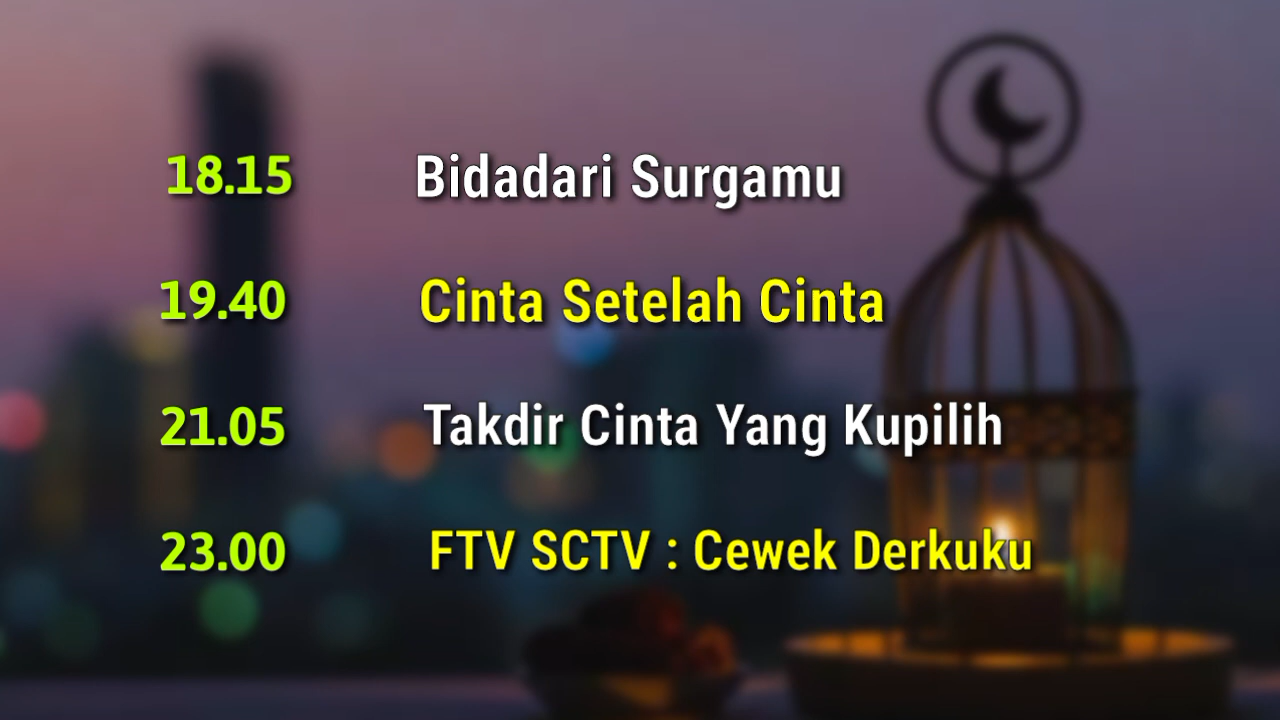 18.15 Bidadari Surgamu
19.40 Cinta Setelah Cinta
21.05 Takdir Cinta Yang Kupilih
23.00 FTV SCTV : Cewek Derkuku